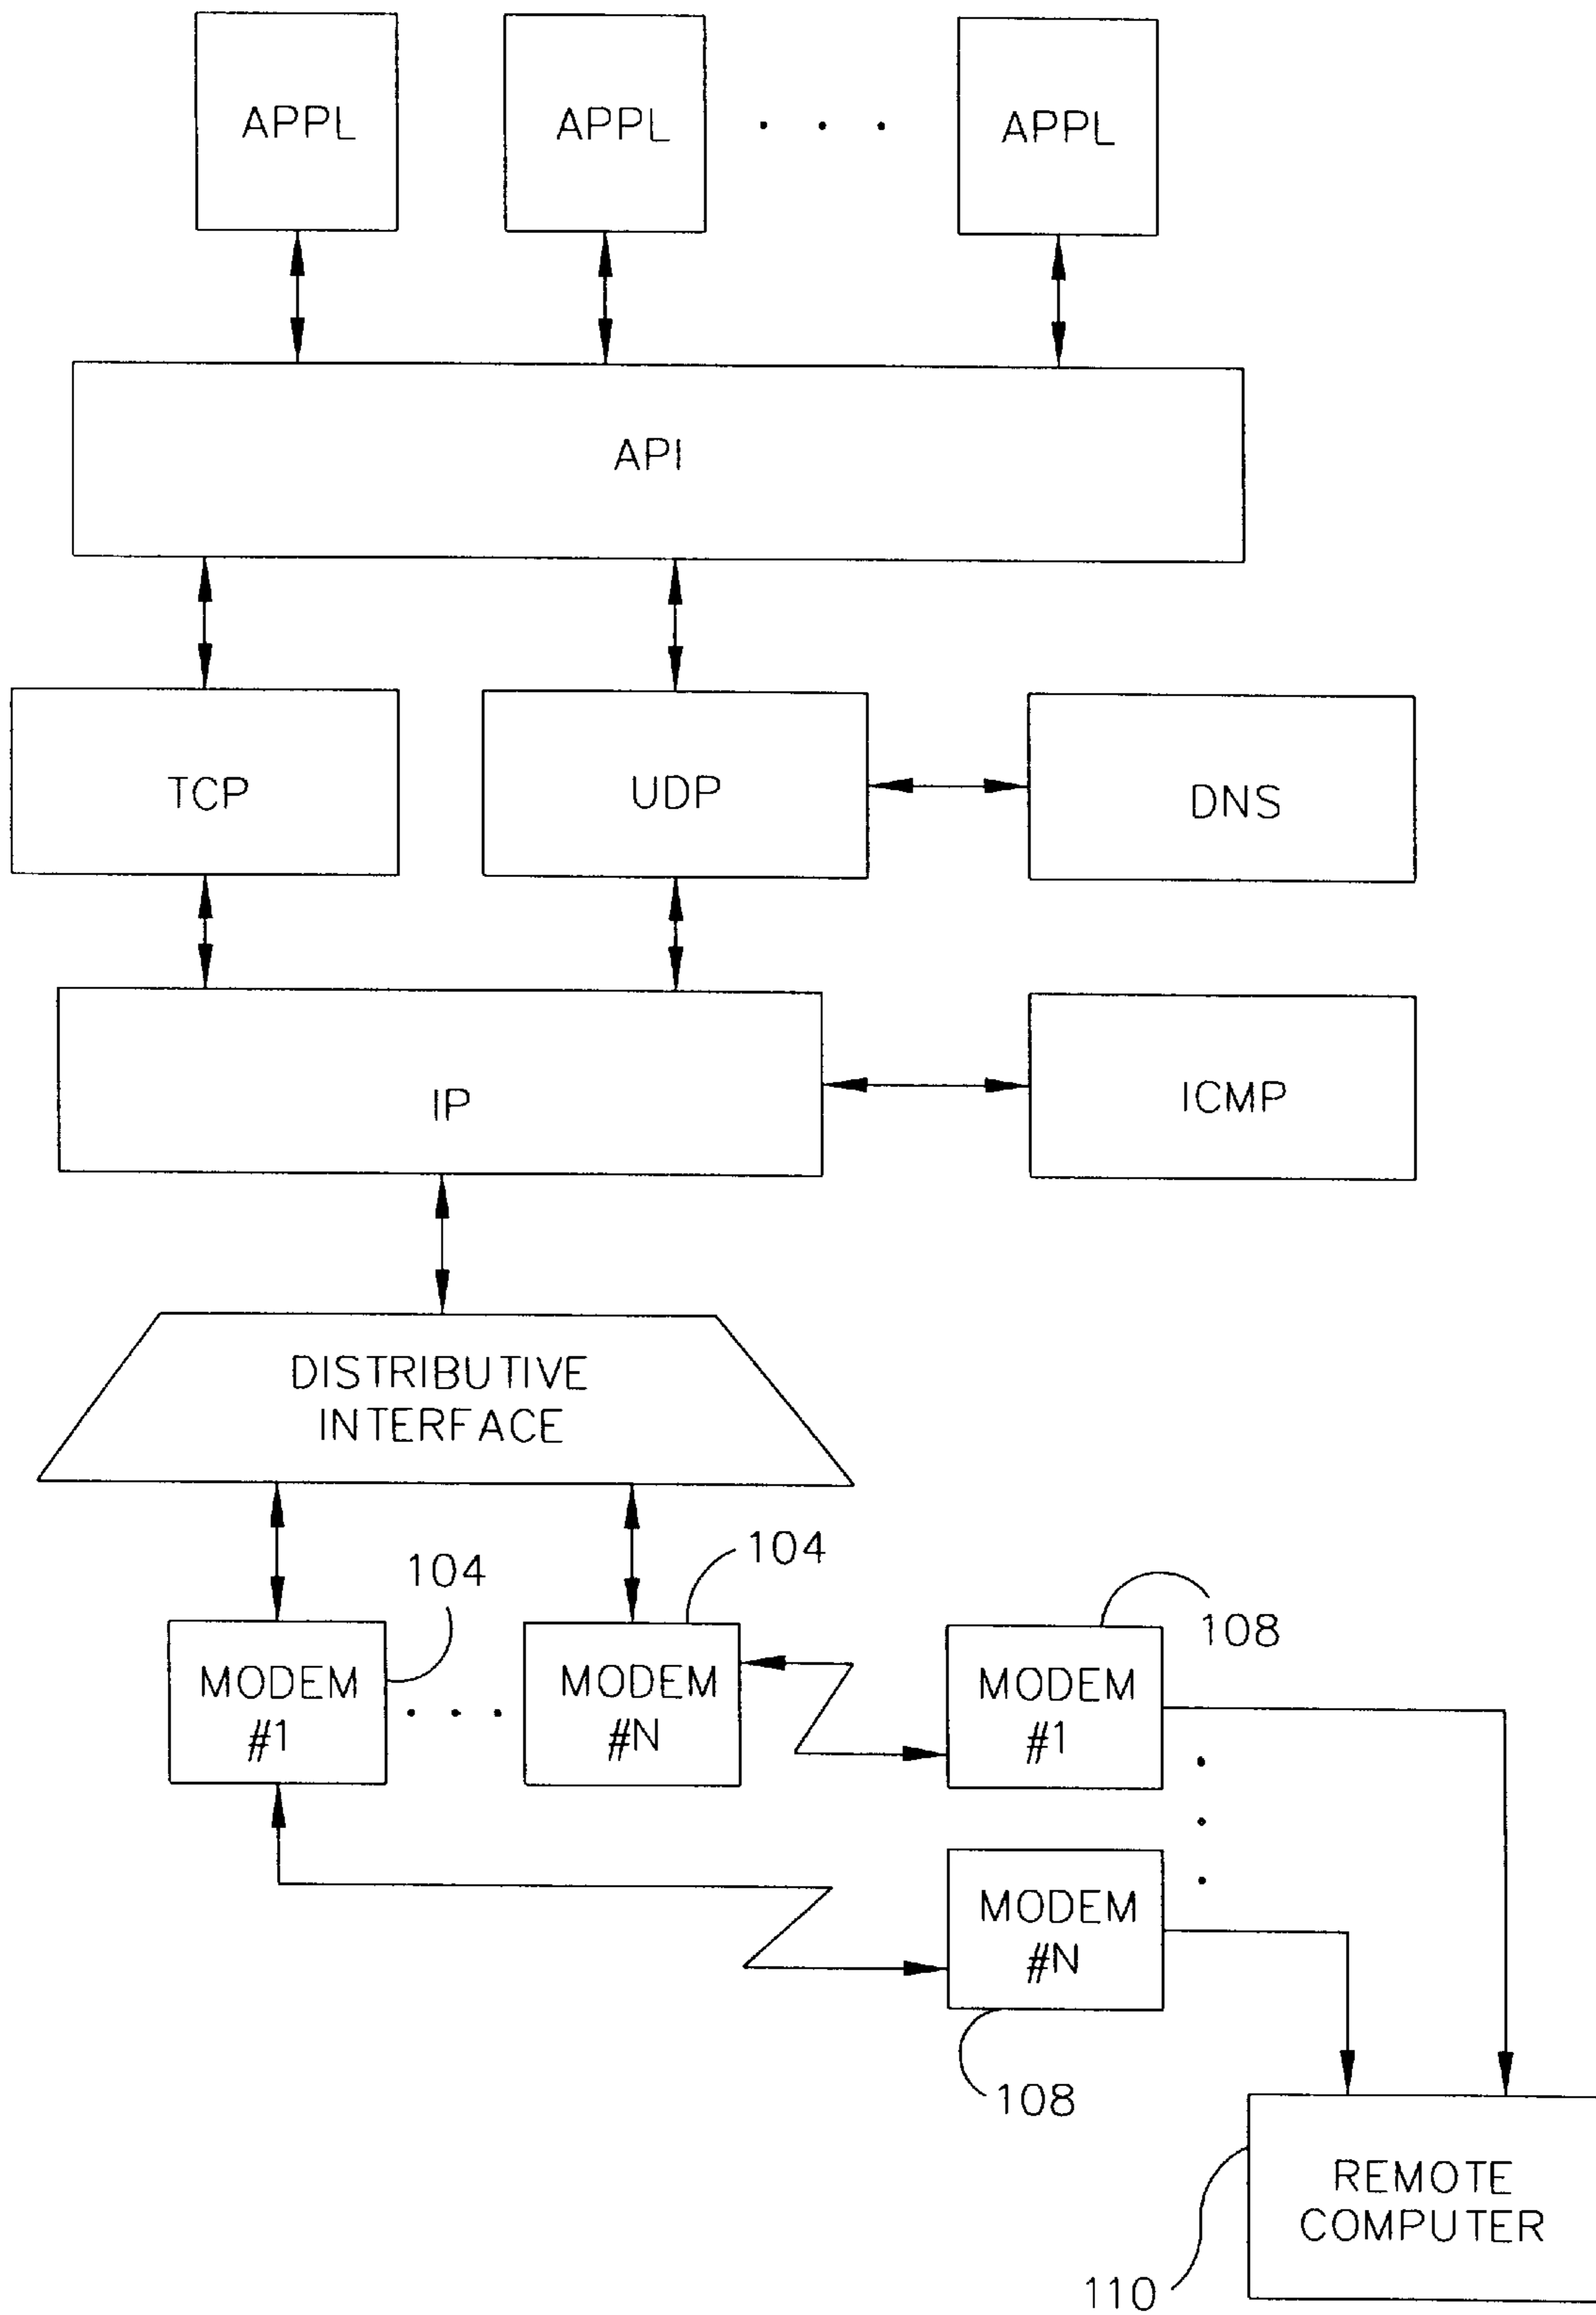 APPL
APPL
APPL
API
TCP
UDP
DNS
IP
ICMP
DISTRIBUTIVE
INTERFACE
104
104
108
MODEM
#1
MODEM
#N
MODEM
#1
MODEM
#N
108
REMOTE
COMPUTER
110